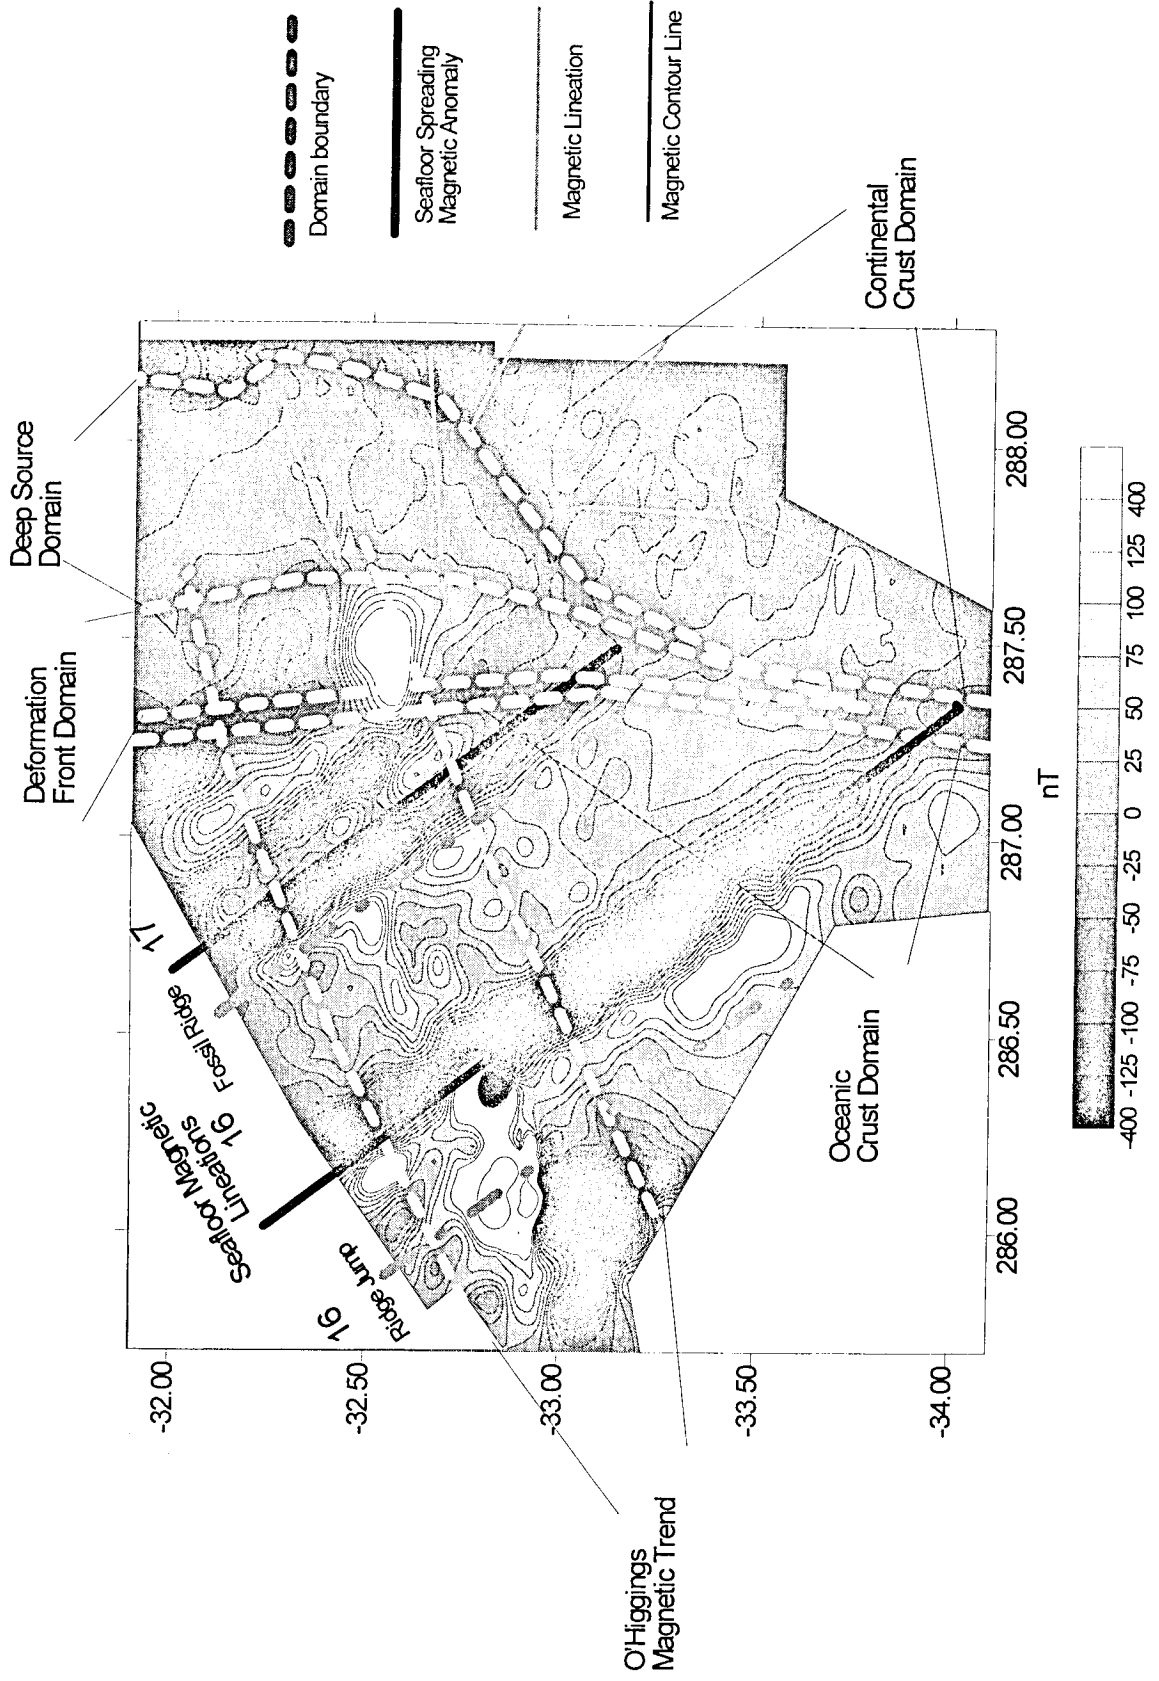 Deep Source
Domain
Deformation
Front Domain
17
Fossil Ridge
16
Seafloor Magnetic
Lineations
16
Ridge Jump
O'Higgings
Magnetic Trend
Oceanic
Crust Domain
Continental
Crust Domain
Domain boundary
Seafloor Spreading
Magnetic Anomaly
Magnetic Lineation
Magnetic Contour Line
-32.00
-32.50
-33.00
-33.50
-34.00
286.00
286.50
287.00
287.50
288.00
nT
-400 -125 -100 -75 -50 -25 0 25 50 75 100 125 400